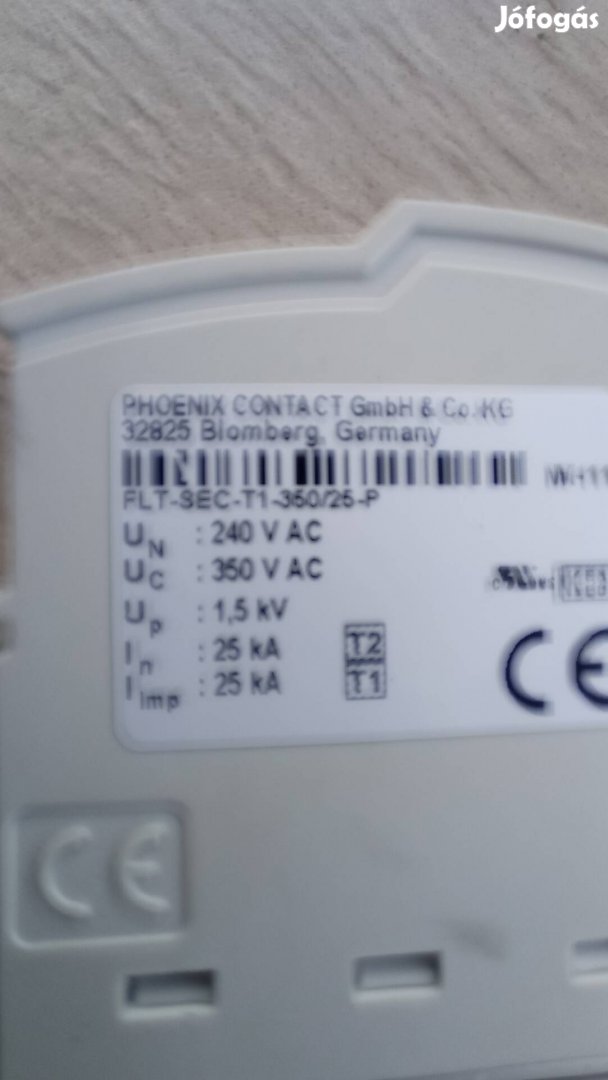 Jófogás
PHOENIX CONTACT GmbH & Co. KG
32825 Blomberg, Germany
FLT-SEC-T1-350/25-P
UN : 240 V AC
UC : 350 V AC
Up : 1,5 kV
In : 25 kA T2
Iimp : 25 kA T1
CE
CE